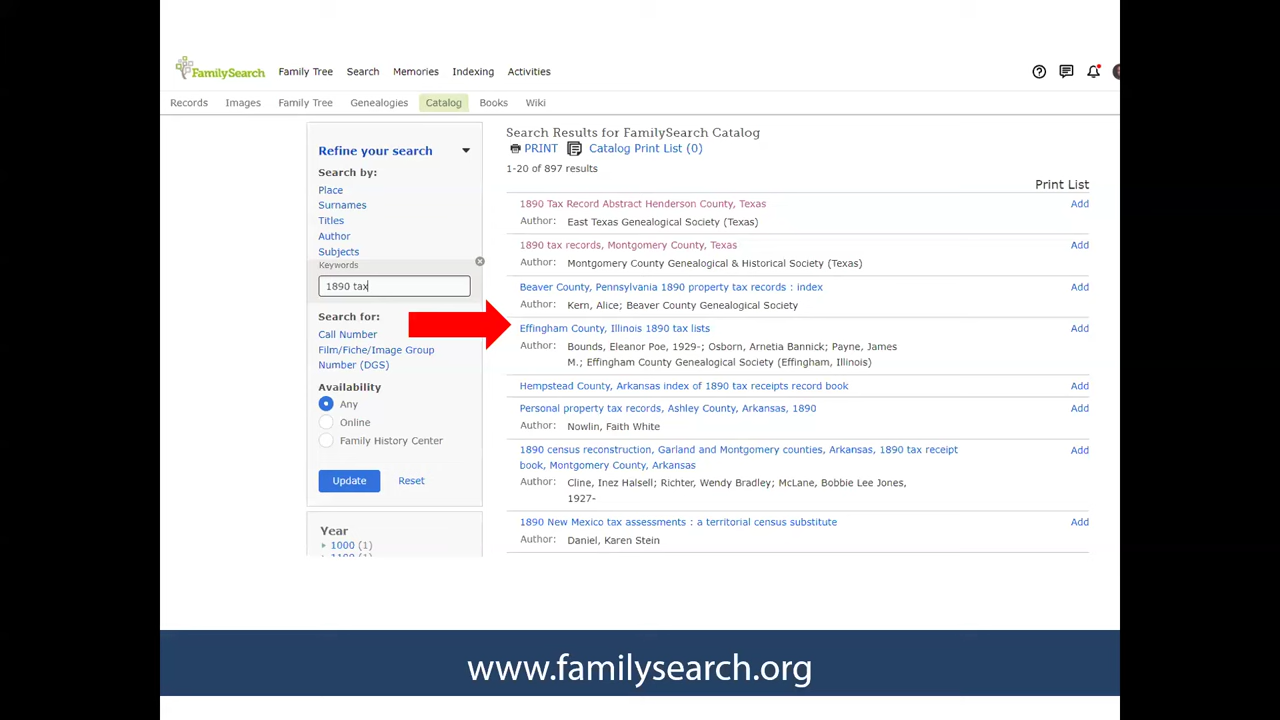 FamilySearch Family Tree Search Memories Indexing Activities
Records Images Family Tree Genealogies Catalog Books Wiki
Refine your search
Search by:
Place
Surnames
Titles
Author
Subjects
Keywords
1890 tax
Search for:
Call Number
Film/Fiche/Image Group
Number (DGS)
Availability
Any
Online
Family History Center
Update Reset
Year
1000 (1)
Search Results for FamilySearch Catalog
PRINT Catalog Print List (0)
1-20 of 897 results
Print List
1890 Tax Record Abstract Henderson County, Texas Add
Author: East Texas Genealogical Society (Texas)
1890 tax records, Montgomery County, Texas Add
Author: Montgomery County Genealogical & Historical Society (Texas)
Beaver County, Pennsylvania 1890 property tax records : index Add
Author: Kern, Alice; Beaver County Genealogical Society
Effingham County, Illinois 1890 tax lists Add
Author: Bounds, Eleanor Poe, 1929-; Osborn, Arnetia Bannick; Payne, James
M.; Effingham County Genealogical Society (Effingham, Illinois)
Hempstead County, Arkansas index of 1890 tax receipts record book Add
Personal property tax records, Ashley County, Arkansas, 1890 Add
Author: Nowlin, Faith White
1890 census reconstruction, Garland and Montgomery counties, Arkansas, 1890 tax receipt Add
book, Montgomery County, Arkansas
Author: Cline, Inez Halsell; Richter, Wendy Bradley; McLane, Bobbie Lee Jones,
1927-
1890 New Mexico tax assessments : a territorial census substitute Add
Author: Daniel, Karen Stein
www.familysearch.org